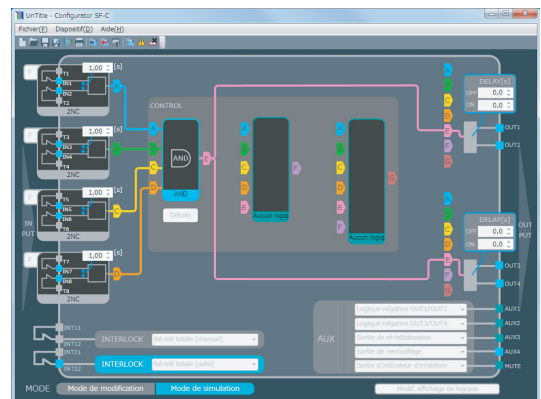 UnTitle - Configurator SF-C
Fichier(F) Dispositif(D) Aide(H)
F T1 1,00 [s]
IN1
IN2
T2
2NC
A
F T3 1,00 [s]
IN3
IN4
T4
2NC
F T5 1,00 [s]
IN5
IN6
T6
2NC
C
F T7 1,00 [s]
IN7
IN8
T8
2NC
D
IN
PUT
CONTROL
A
B
C
D
AND
AND
Détails
E
A
B
C
D
E
Aucun logiq
F
A
B
C
D
E
F
Aucun logiq
G
A
B
C
D
E
F
G
DELAY[s]
OFF 0,0
ON 0,0
OUT1
OUT2
A
B
C
D
E
F
G
DELAY[s]
OFF 0,0
ON 0,0
OUT3
OUT4
OUT
PUT
INT11
INT12
INTERLOCK Ré-init totale (manuel)
INT21
INT22
INTERLOCK Ré-init totale (auto)
AUX
Logique négative OUT1/OUT2 AUX1
Logique négative OUT3/OUT4 AUX2
Sortie de ré-initialisation AUX3
Sortie de verrouillage AUX4
Sortie d'indicateur d'inhibition MUTE
MODE Mode de modification Mode de simulation
Modif. affichage de logique